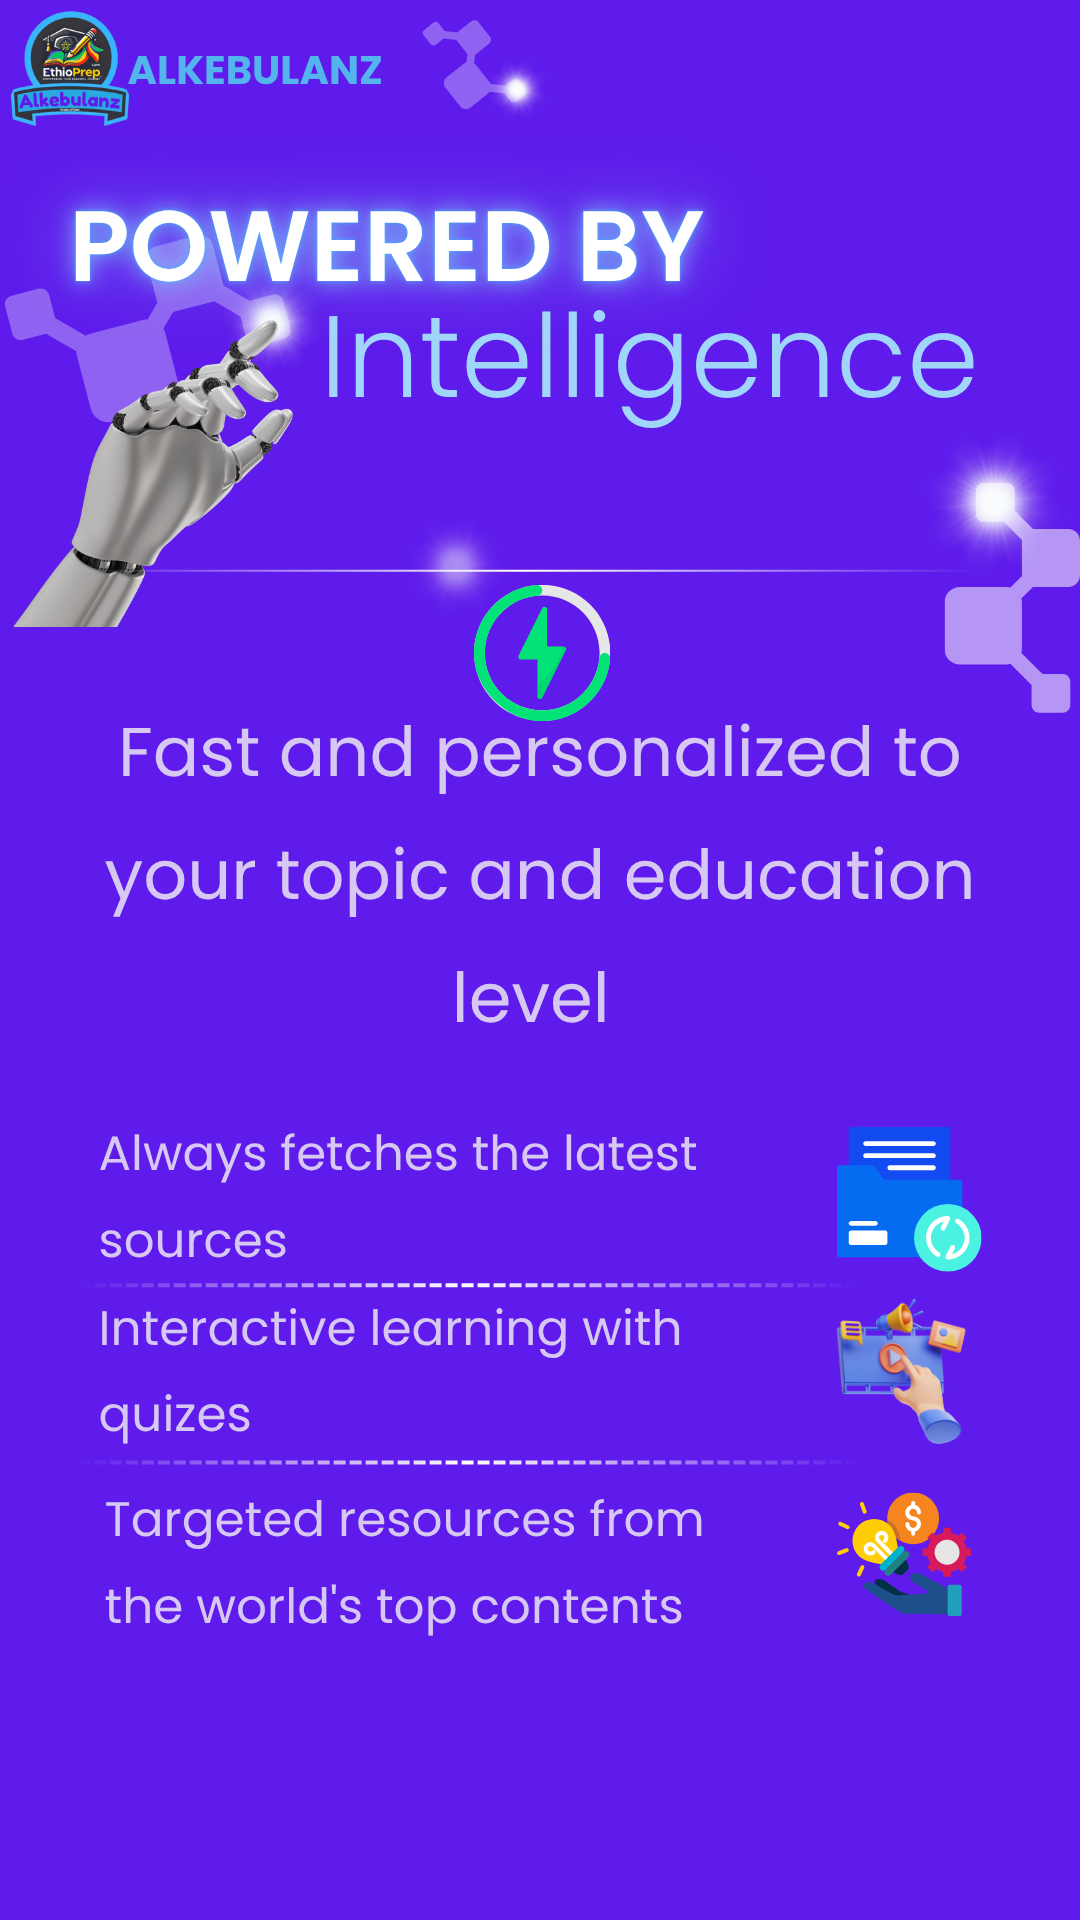 EthioPrep
Alkebulanz
ALKEBULANZ
POWERED BY
Intelligence
Fast and personalized to
your topic and education
level
Always fetches the latest
sources
Interactive learning with
quizes
Targeted resources from
the world's top contents